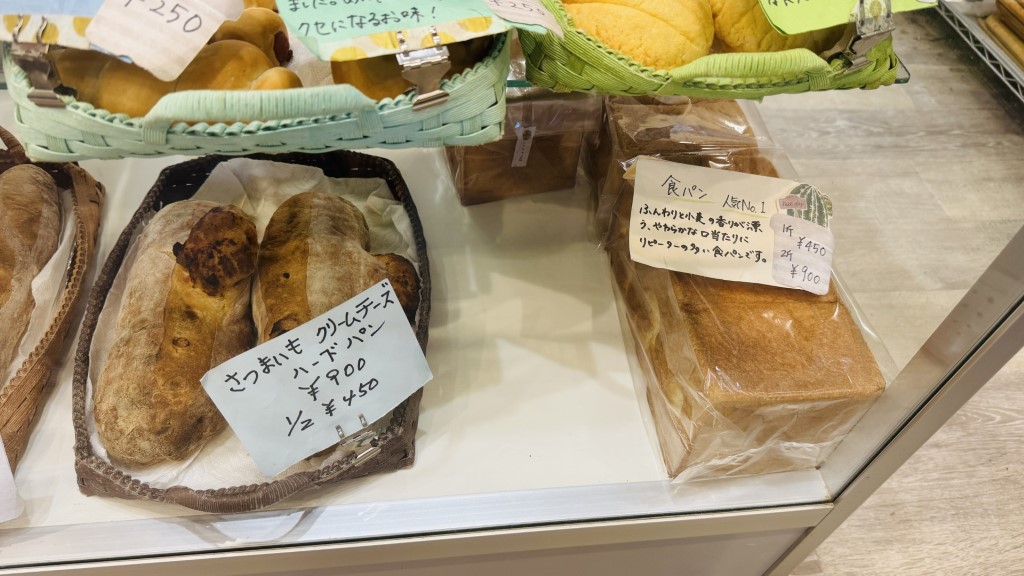 ¥250
ました。
クセになるお味!
¥25
さつまいも クリームチーズ
ハードパン
¥900
1/2 ¥450
食パン 人気No.1
ふんわりと小麦の香りが漂
う、やわらかな口当たりに
リピーターの多い食パンです。
1斤
¥450
2斤
¥900